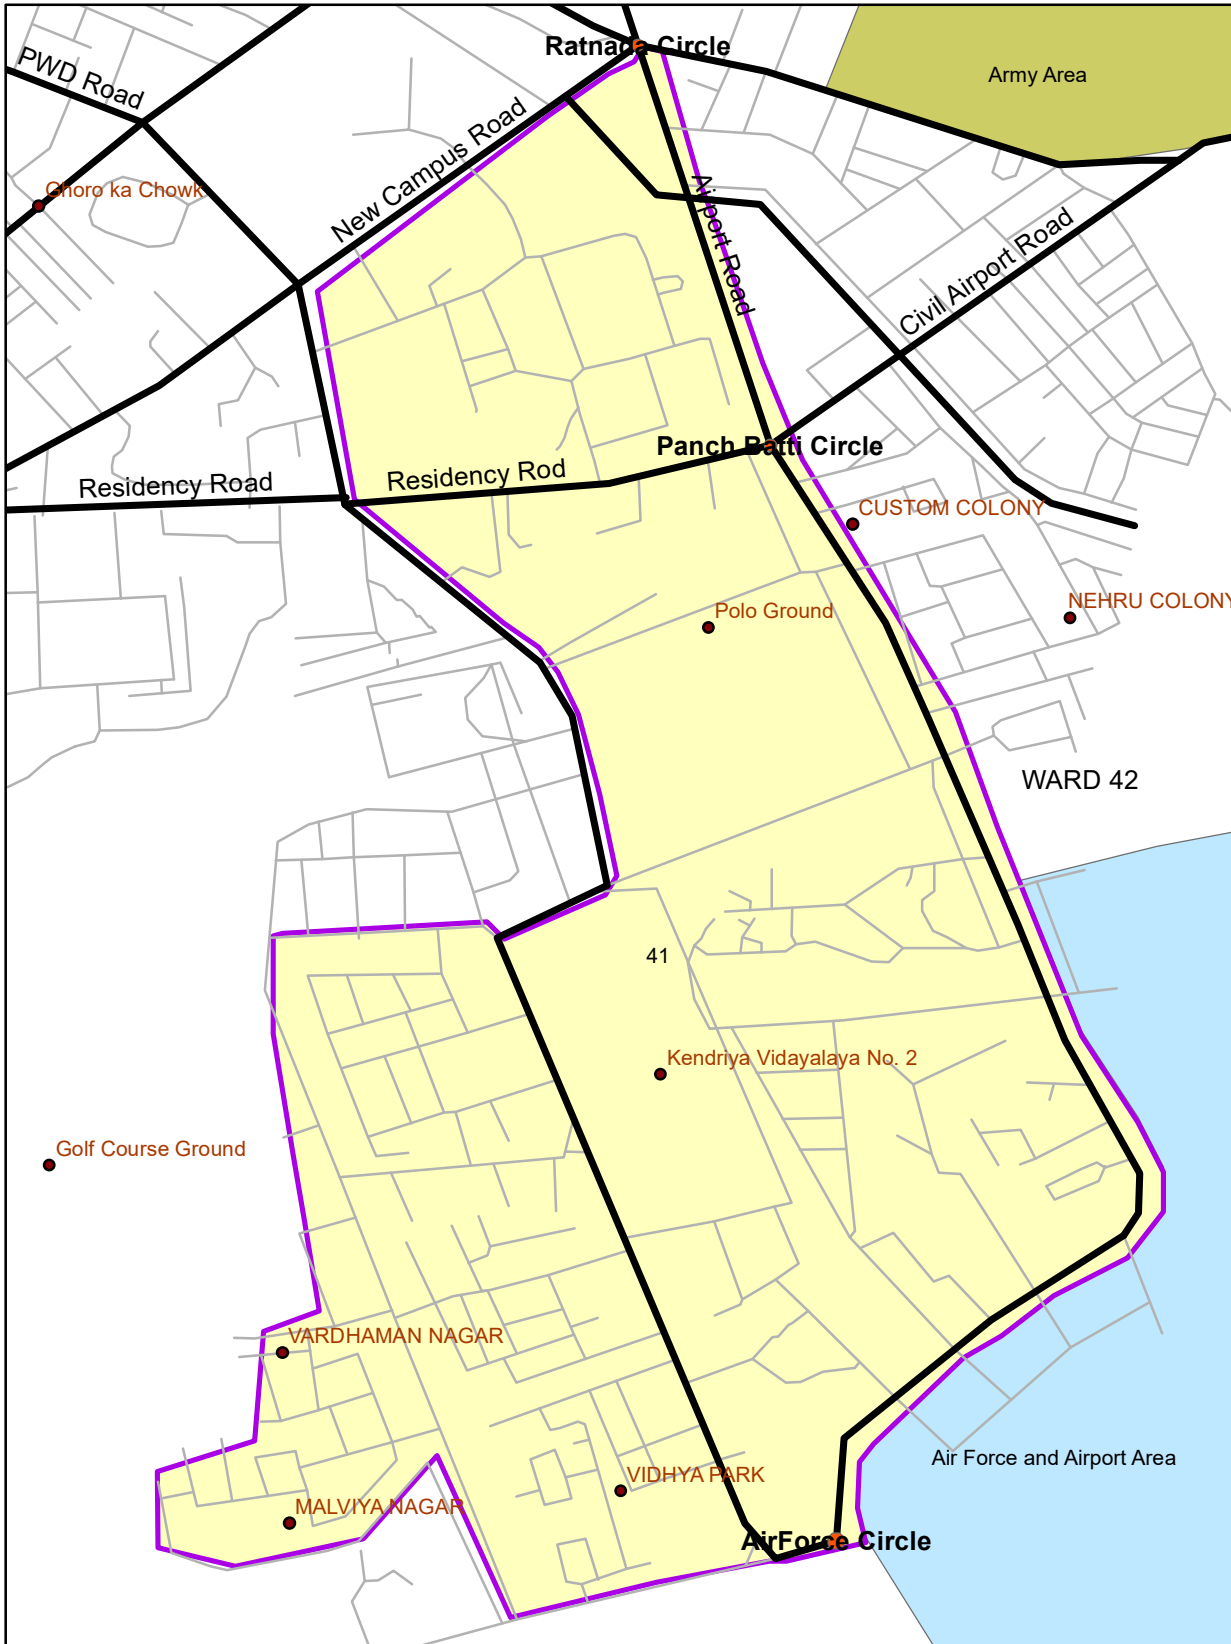 Ratnada Circle
Army Area
PWD Road
New Campus Road
Ghoro ka Chowk
Airport Road
Civil Airport Road
Panch Batti Circle
Residency Road
Residency Rod
CUSTOM COLONY
NEHRU COLONY
Polo Ground
WARD 42
41
Kendriya Vidayalaya No. 2
Golf Course Ground
VARDHAMAN NAGAR
Air Force and Airport Area
VIDHYA PARK
MALVIYA NAGAR
AirForce Circle